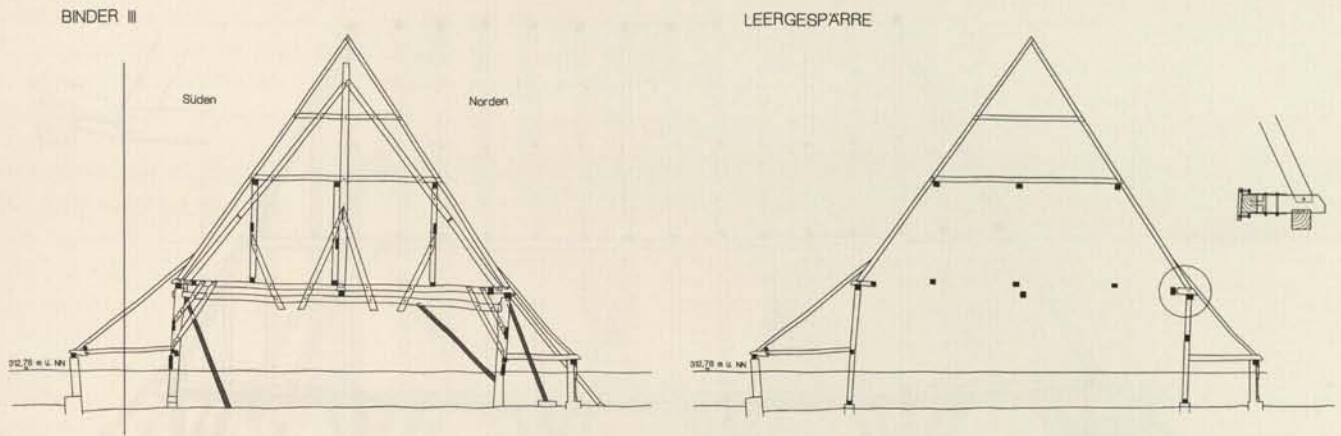 BINDER III
Süden
Norden
312,78 m ü. NN
LEERGESPÄRRE
312,78 m ü. NN